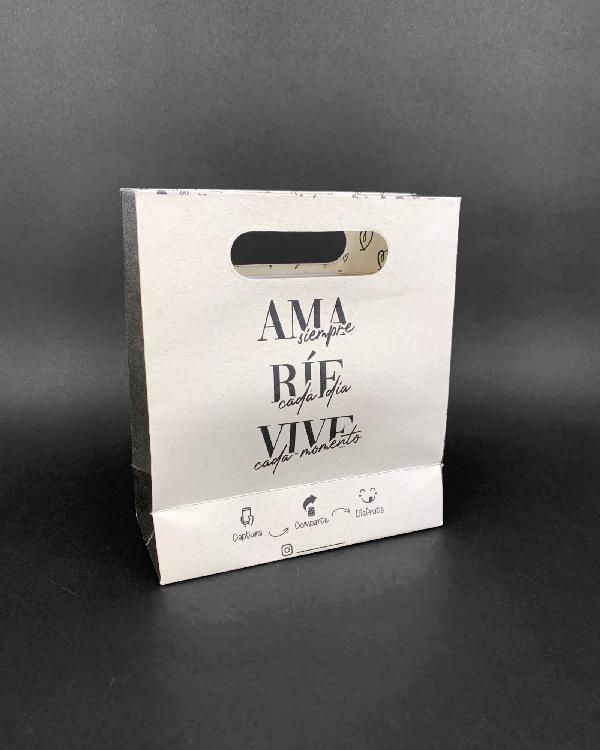 AMA
siempre
RÍE
cada día
VIVE
cada momento
Captura Comparte Disfruta